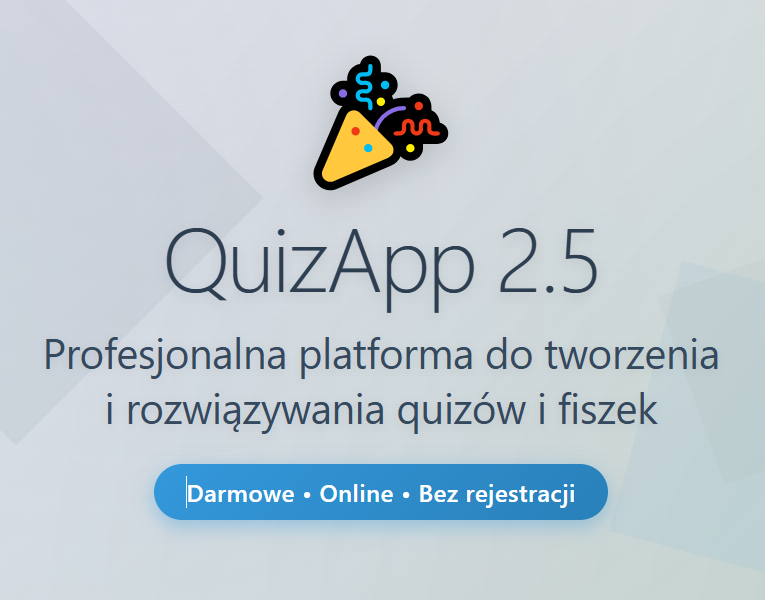 QuizApp 2.5
Profesjonalna platforma do tworzenia
i rozwiązywania quizów i fiszek
Darmowe • Online • Bez rejestracji